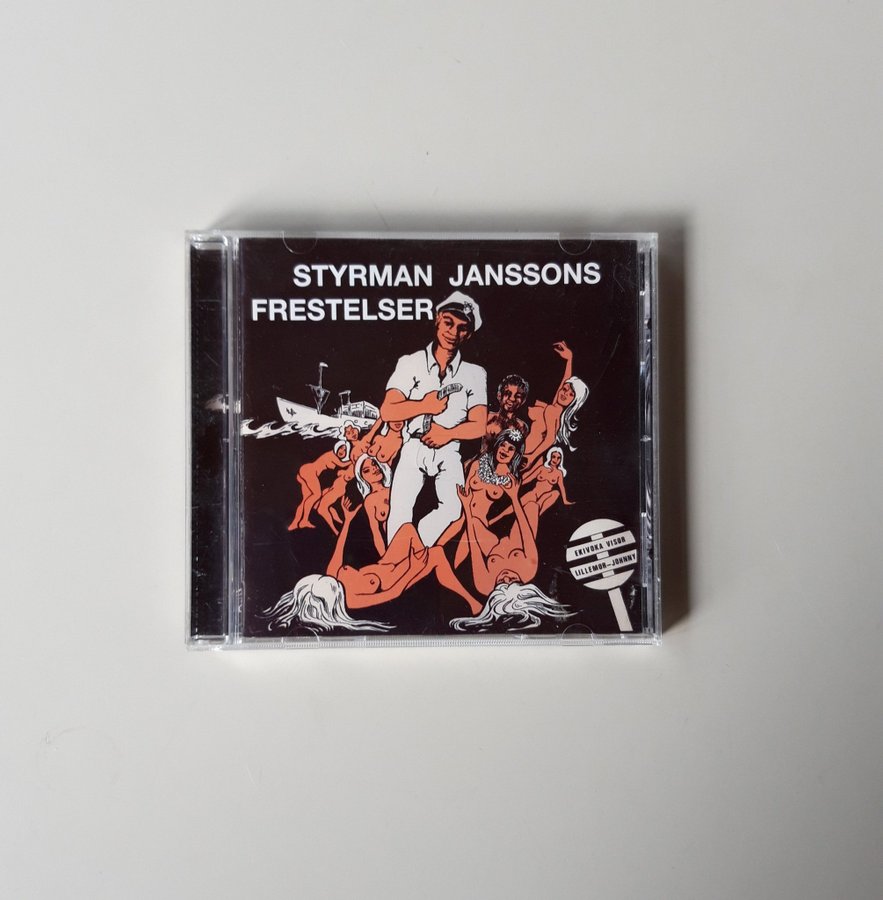 STYRMAN JANSSONS
FRESTELSER
EKIVOKA VISOR
LILLEMOR-JOHNNY